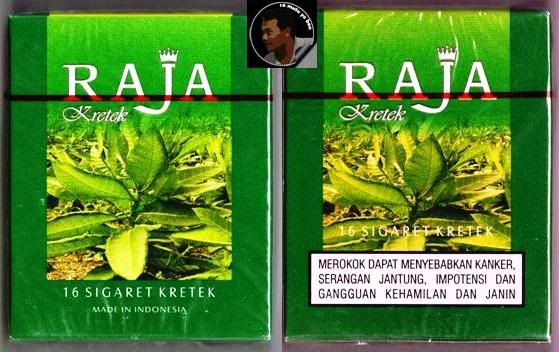 RAJA
Kretek
16 SIGARET KRETEK
MADE IN INDONESIA
RAJA
Kretek
16 SIGARET KRETEK
MEROKOK DAPAT MENYEBABKAN KANKER,
SERANGAN JANTUNG, IMPOTENSI DAN
GANGGUAN KEHAMILAN DAN JANIN